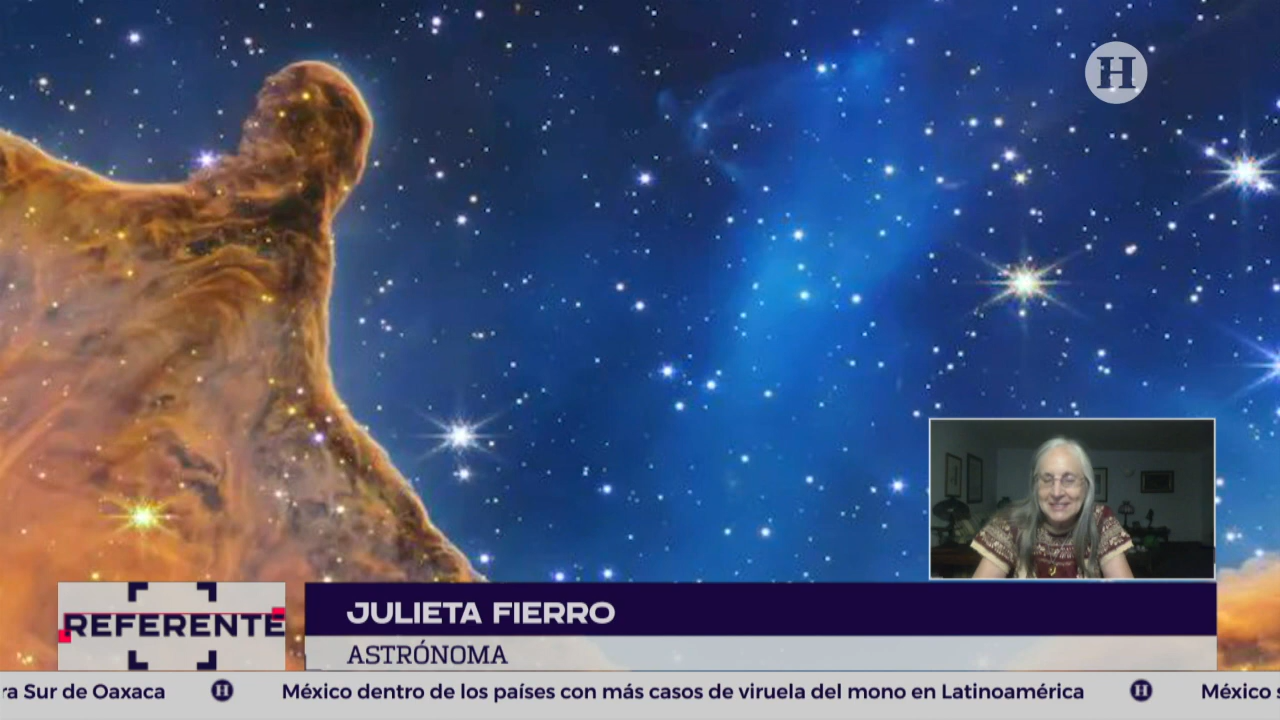 H
REFERENTE
JULIETA FIERRO
ASTRÓNOMA
ra Sur de Oaxaca H México dentro de los países con más casos de viruela del mono en Latinoamérica H México s